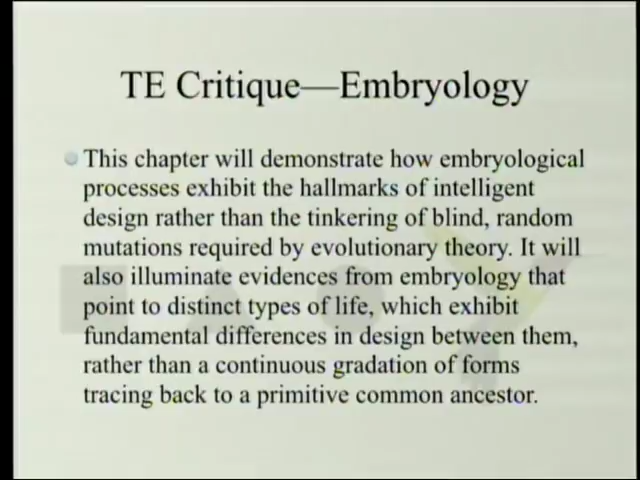 TE Critique—Embryology
This chapter will demonstrate how embryological
processes exhibit the hallmarks of intelligent
design rather than the tinkering of blind, random
mutations required by evolutionary theory. It will
also illuminate evidences from embryology that
point to distinct types of life, which exhibit
fundamental differences in design between them,
rather than a continuous gradation of forms
tracing back to a primitive common ancestor.